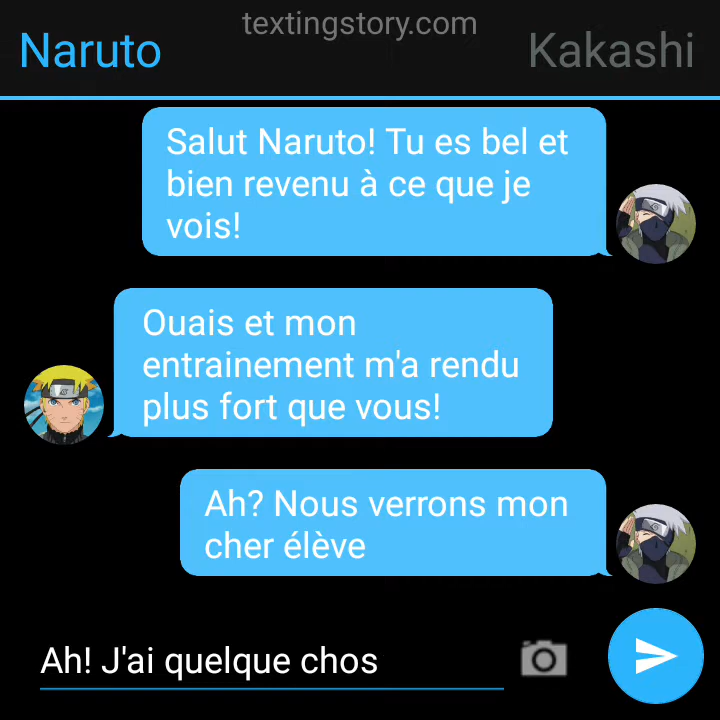 textingstory.com
Naruto
Kakashi
Salut Naruto! Tu es bel et
bien revenu à ce que je
vois!
Ouais et mon
entrainement m'a rendu
plus fort que vous!
Ah? Nous verrons mon
cher élève
Ah! J'ai quelque chos